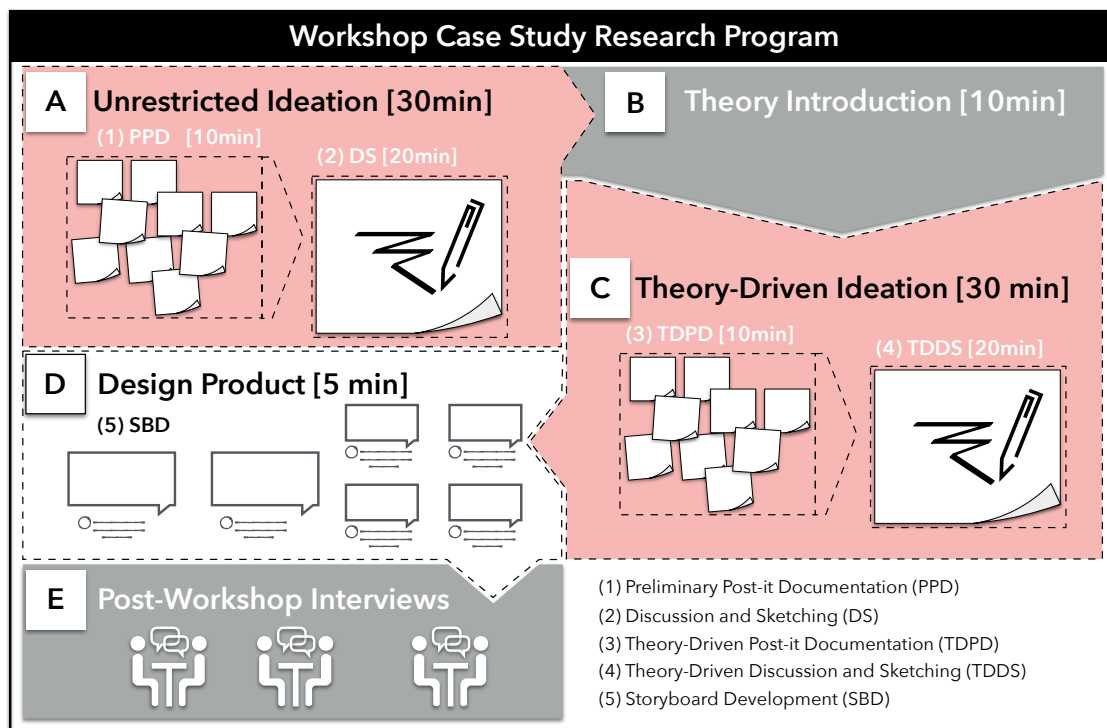 Workshop Case Study Research Program
A
Unrestricted Ideation [30min]
(1) PPD [10min]
(2) DS [20min]
B
Theory Introduction [10min]
C
Theory-Driven Ideation [30 min]
(3) TDPD [10min]
(4) TDDS [20min]
D
Design Product [5 min]
(5) SBD
E
Post-Workshop Interviews
(1) Preliminary Post-it Documentation (PPD)
(2) Discussion and Sketching (DS)
(3) Theory-Driven Post-it Documentation (TDPD)
(4) Theory-Driven Discussion and Sketching (TDDS)
(5) Storyboard Development (SBD)